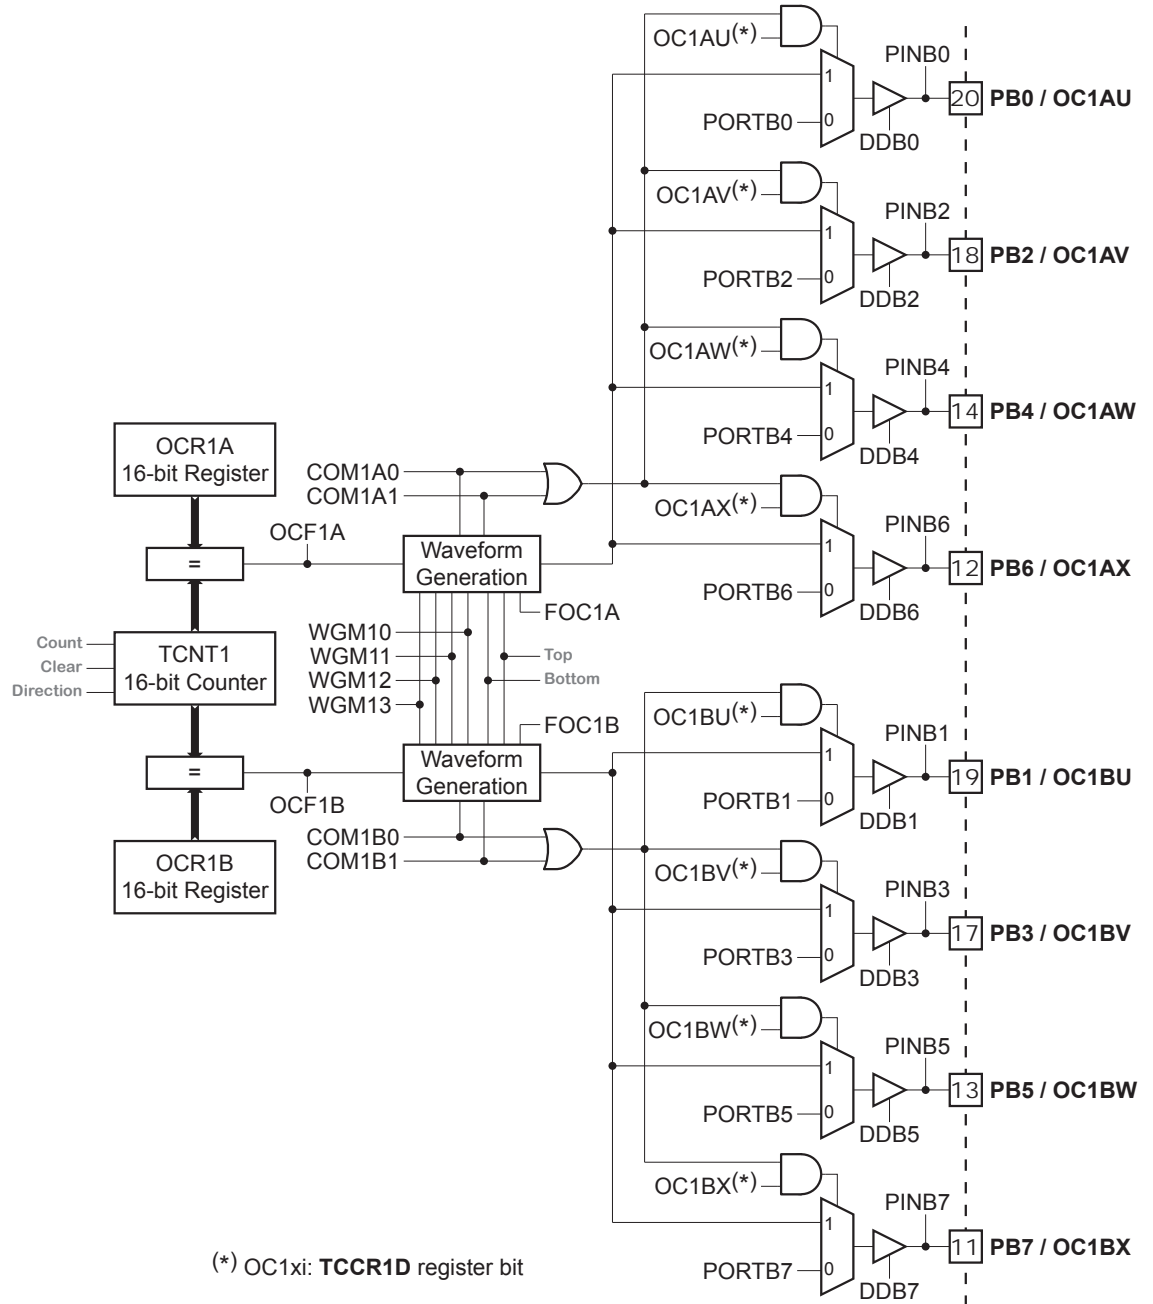 OC1AU(*)
1
PORTB0
0
DDB0
PINB0
20 PB0 / OC1AU
OC1AV(*)
1
PORTB2
0
DDB2
PINB2
18 PB2 / OC1AV
OC1AW(*)
1
PORTB4
0
DDB4
PINB4
14 PB4 / OC1AW
OC1AX(*)
1
PORTB6
0
DDB6
PINB6
12 PB6 / OC1AX
OCR1A
16-bit Register
=
OCF1A
COM1A0
COM1A1
Waveform
Generation
FOC1A
Count
Clear
Direction
TCNT1
16-bit Counter
WGM10
WGM11
WGM12
WGM13
Top
Bottom
FOC1B
Waveform
Generation
=
OCF1B
COM1B0
COM1B1
OCR1B
16-bit Register
OC1BU(*)
1
PORTB1
0
DDB1
PINB1
19 PB1 / OC1BU
OC1BV(*)
1
PORTB3
0
DDB3
PINB3
17 PB3 / OC1BV
OC1BW(*)
1
PORTB5
0
DDB5
PINB5
13 PB5 / OC1BW
OC1BX(*)
1
PORTB7
0
DDB7
PINB7
11 PB7 / OC1BX
(*) OC1xi: TCCR1D register bit